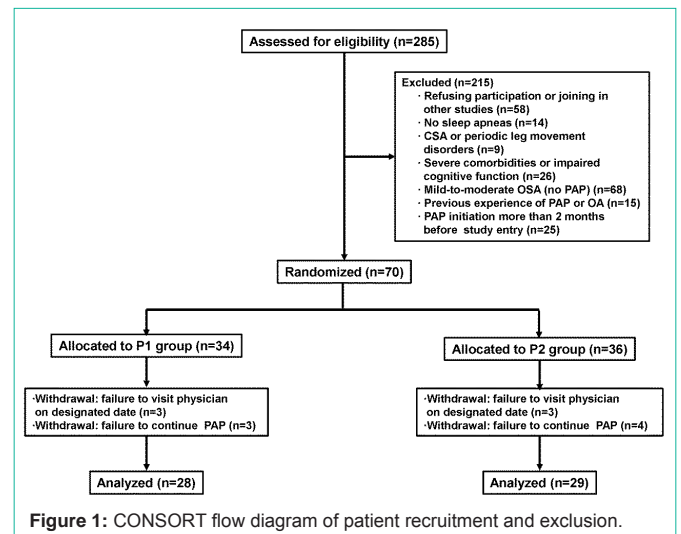 Assessed for eligibility (n=285)
Excluded (n=215)
· Refusing participation or joining in
other studies (n=58)
· No sleep apneas (n=14)
· CSA or periodic leg movement
disorders (n=9)
· Severe comorbidities or impaired
cognitive function (n=26)
· Mild-to-moderate OSA (no PAP) (n=68)
· Previous experience of PAP or OA (n=15)
· PAP initiation more than 2 months
before study entry (n=25)
Randomized (n=70)
Allocated to P1 group (n=34)
·Withdrawal: failure to visit physician
on designated date (n=3)
·Withdrawal: failure to continue PAP (n=3)
Analyzed (n=28)
Allocated to P2 group (n=36)
·Withdrawal: failure to visit physician
on designated date (n=3)
·Withdrawal: failure to continue PAP (n=4)
Analyzed (n=29)
Figure 1: CONSORT flow diagram of patient recruitment and exclusion.